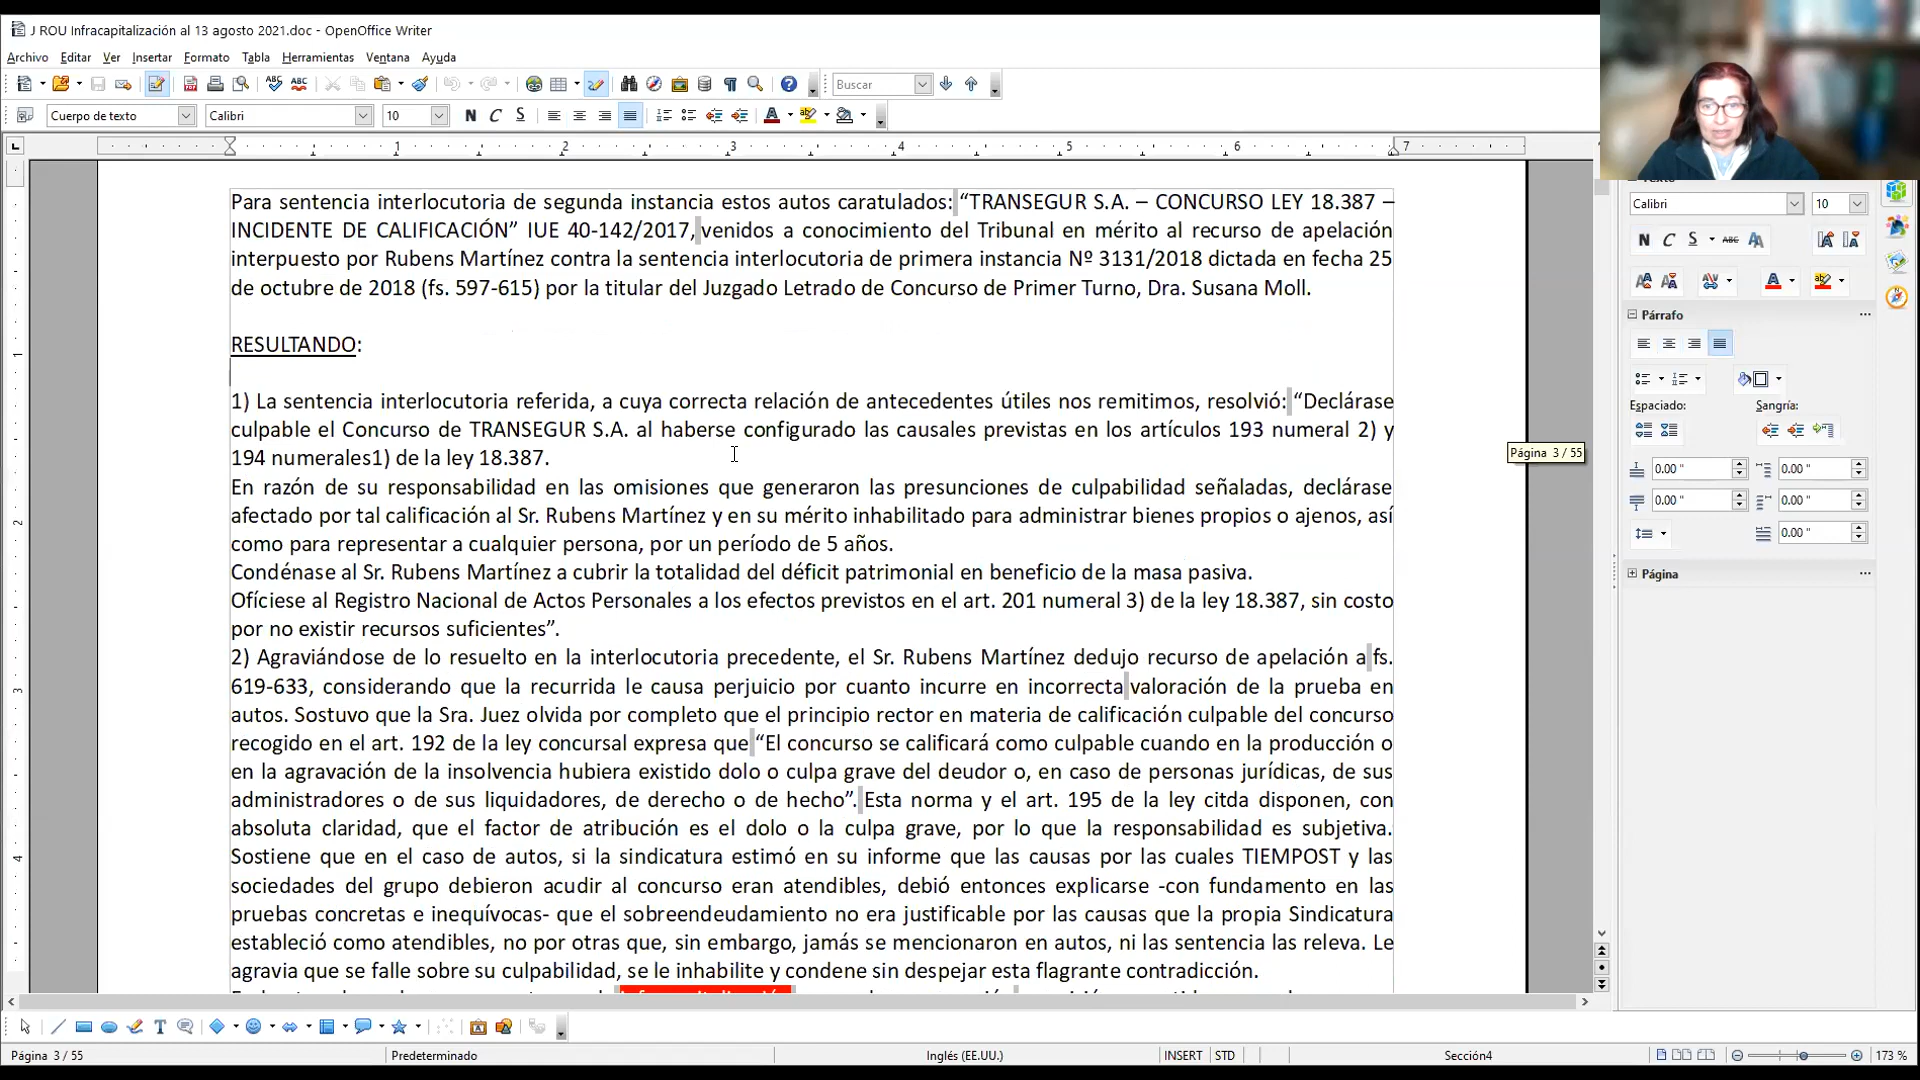 J ROU Infracapitalización al 13 agosto 2021.doc - OpenOffice Writer
Archivo Editar Ver Insertar Formato Tabla Herramientas Ventana Ayuda
Buscar
Cuerpo de texto Calibri 10 N C S
1 2 3 4 5 6 7
Para sentencia interlocutoria de segunda instancia estos autos caratulados: “TRANSEGUR S.A. – CONCURSO LEY 18.387 –
INCIDENTE DE CALIFICACIÓN” IUE 40-142/2017, venidos a conocimiento del Tribunal en mérito al recurso de apelación
interpuesto por Rubens Martínez contra la sentencia interlocutoria de primera instancia Nº 3131/2018 dictada en fecha 25
de octubre de 2018 (fs. 597-615) por la titular del Juzgado Letrado de Concurso de Primer Turno, Dra. Susana Moll.
RESULTANDO:
1) La sentencia interlocutoria referida, a cuya correcta relación de antecedentes útiles nos remitimos, resolvió: “Declárase
culpable el Concurso de TRANSEGUR S.A. al haberse configurado las causales previstas en los artículos 193 numeral 2) y
194 numerales1) de la ley 18.387.
En razón de su responsabilidad en las omisiones que generaron las presunciones de culpabilidad señaladas, declárase
afectado por tal calificación al Sr. Rubens Martínez y en su mérito inhabilitado para administrar bienes propios o ajenos, así
como para representar a cualquier persona, por un período de 5 años.
Condénase al Sr. Rubens Martínez a cubrir la totalidad del déficit patrimonial en beneficio de la masa pasiva.
Ofíciese al Registro Nacional de Actos Personales a los efectos previstos en el art. 201 numeral 3) de la ley 18.387, sin costo
por no existir recursos suficientes”.
2) Agraviándose de lo resuelto en la interlocutoria precedente, el Sr. Rubens Martínez dedujo recurso de apelación a fs.
619-633, considerando que la recurrida le causa perjuicio por cuanto incurre en incorrecta valoración de la prueba en
autos. Sostuvo que la Sra. Juez olvida por completo que el principio rector en materia de calificación culpable del concurso
recogido en el art. 192 de la ley concursal expresa que “El concurso se calificará como culpable cuando en la producción o
en la agravación de la insolvencia hubiera existido dolo o culpa grave del deudor o, en caso de personas jurídicas, de sus
administradores o de sus liquidadores, de derecho o de hecho”. Esta norma y el art. 195 de la ley citda disponen, con
absoluta claridad, que el factor de atribución es el dolo o la culpa grave, por lo que la responsabilidad es subjetiva.
Sostiene que en el caso de autos, si la sindicatura estimó en su informe que las causas por las cuales TIEMPOST y las
sociedades del grupo debieron acudir al concurso eran atendibles, debió entonces explicarse -con fundamento en las
pruebas concretas e inequívocas- que el sobreendeudamiento no era justificable por las causas que la propia Sindicatura
estableció como atendibles, no por otras que, sin embargo, jamás se mencionaron en autos, ni las sentencia las releva. Le
agravia que se falle sobre su culpabilidad, se le inhabilite y condene sin despejar esta flagrante contradicción.
Página 3 / 55
Calibri 10
N C S ABC
Párrafo
Espaciado: Sangría:
0.00 " 0.00 "
0.00 " 0.00 "
0.00 "
Página
1
2
3
4
Página 3 / 55 Predeterminado Inglés (EE.UU.) INSERT STD Sección4 173 %